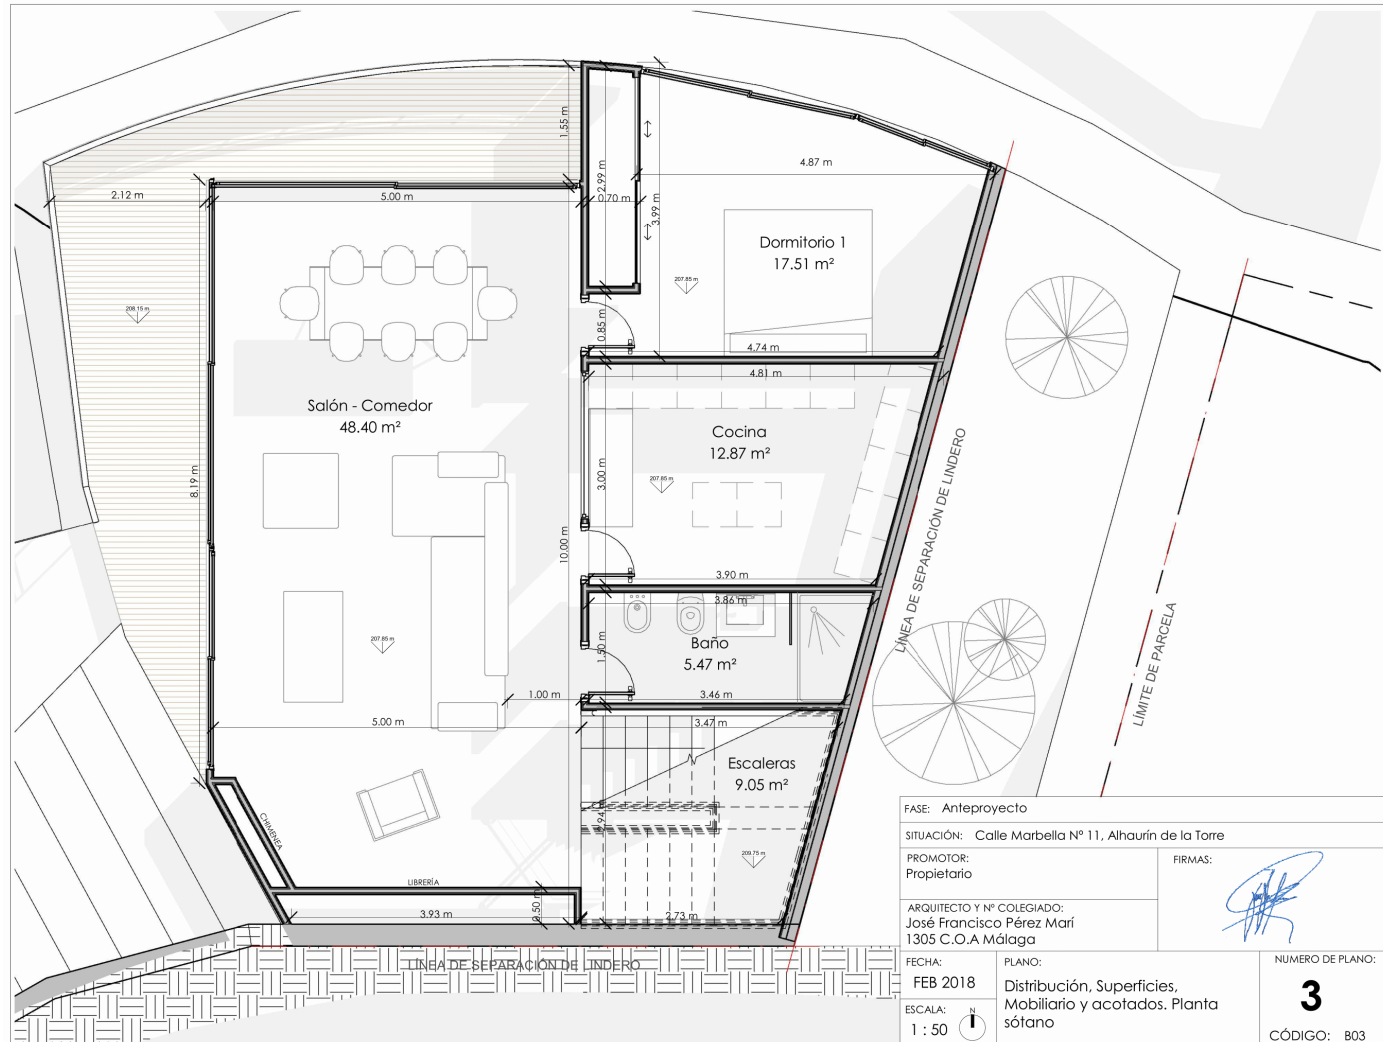 1.55 m
4.87 m
2.99 m
2.12 m
5.00 m
0.70 m
3.99 m
Dormitorio 1
17.51 m²
207.85 m
208.15 m
0.85 m
4.74 m
4.81 m
Salón - Comedor
48.40 m²
Cocina
12.87 m²
8.19 m
3.00 m
207.85 m
10.00 m
3.90 m
3.86 m
LÍNEA DE SEPARACIÓN DE LINDERO
Baño
5.47 m²
1.50 m
207.85 m
1.00 m
3.46 m
5.00 m
3.47 m
LÍMITE DE PARCELA
Escaleras
9.05 m²
CHIMENEA
209.75 m
LIBRERÍA
3.93 m
0.50 m
2.73 m
LÍNEA DE SEPARACIÓN DE LINDERO
FASE: Anteproyecto
SITUACIÓN: Calle Marbella Nº 11, Alhaurín de la Torre
PROMOTOR:
Propietario
FIRMAS:
ARQUITECTO Y Nº COLEGIADO:
José Francisco Pérez Marí
1305 C.O.A Málaga
FECHA:
FEB 2018
ESCALA:
1 : 50
N
PLANO:
Distribución, Superficies,
Mobiliario y acotados. Planta
sótano
NUMERO DE PLANO:
3
CÓDIGO: B03